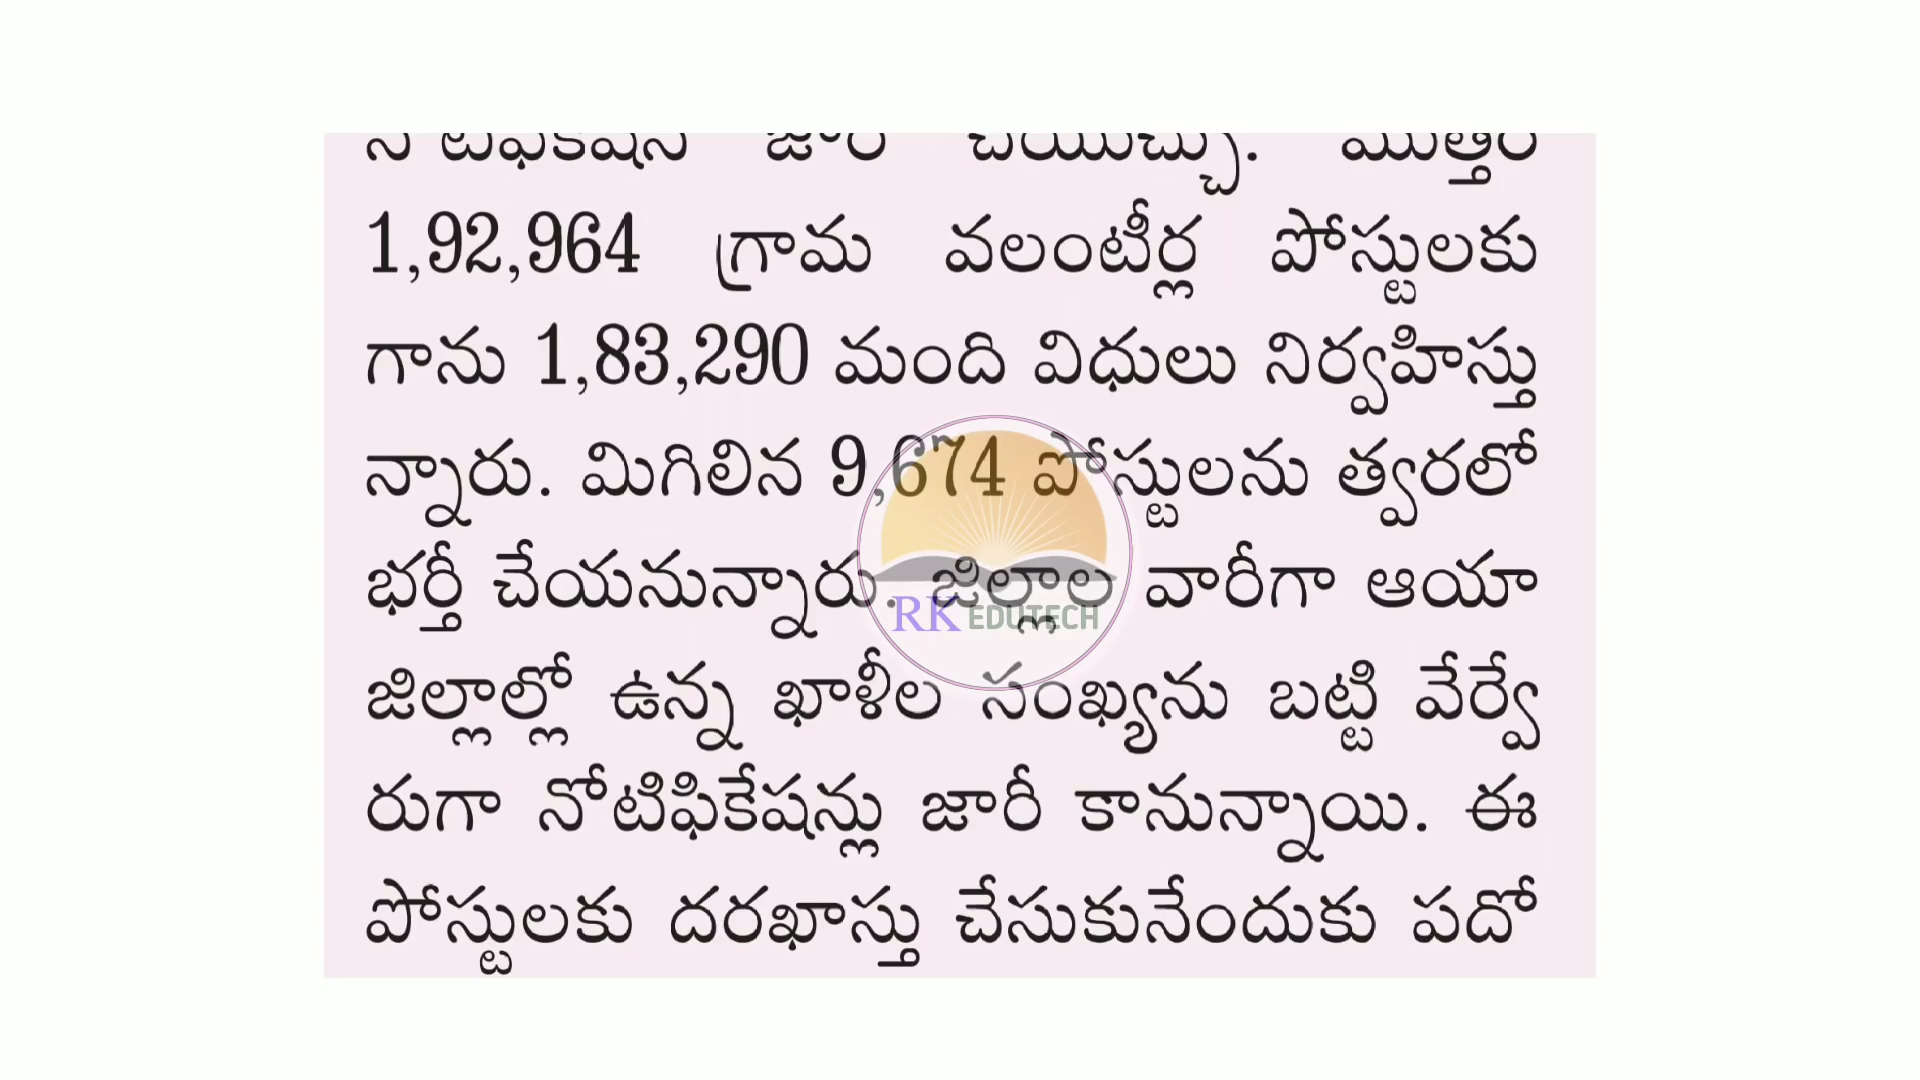 నోటిఫికేషన్ జారీ చేయొచ్చు. మొత్తం
1,92,964 గ్రామ వలంటీర్ల పోస్టులకు
గాను 1,83,290 మంది విధులు నిర్వహిస్తు
న్నారు. మిగిలిన 9,674 పోస్టులను త్వరలో
భర్తీ చేయనున్నారు. జిల్లాల వారీగా ఆయా
RK EDUTECH
జిల్లాల్లో ఉన్న ఖాళీల సంఖ్యను బట్టి వేర్వే
రుగా నోటిఫికేషన్లు జారీ కానున్నాయి. ఈ
పోస్టులకు దరఖాస్తు చేసుకునేందుకు పదో